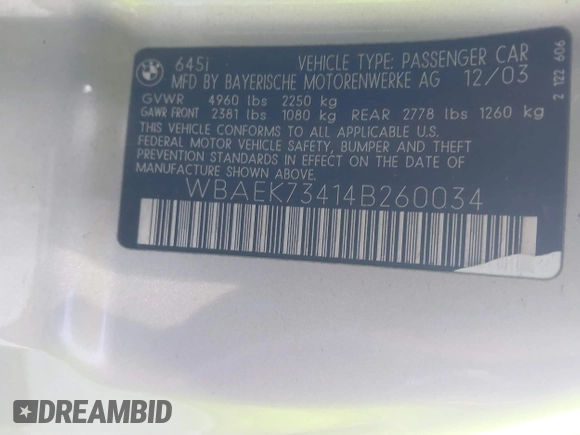 645i VEHICLE TYPE: PASSENGER CAR
MFD BY BAYERISCHE MOTORENWERKE AG 12/03
GVWR 4960 lbs 2250 kg
GAWR FRONT 2381 lbs 1080 kg REAR 2778 lbs 1260 kg
THIS VEHICLE CONFORMS TO ALL APPLICABLE U.S.
FEDERAL MOTOR VEHICLE SAFETY, BUMPER AND THEFT
PREVENTION STANDARDS IN EFFECT ON THE DATE OF
MANUFACTURE SHOWN ABOVE.
WBAEK73414B260034
2 122 606
BMW
DREAMBID